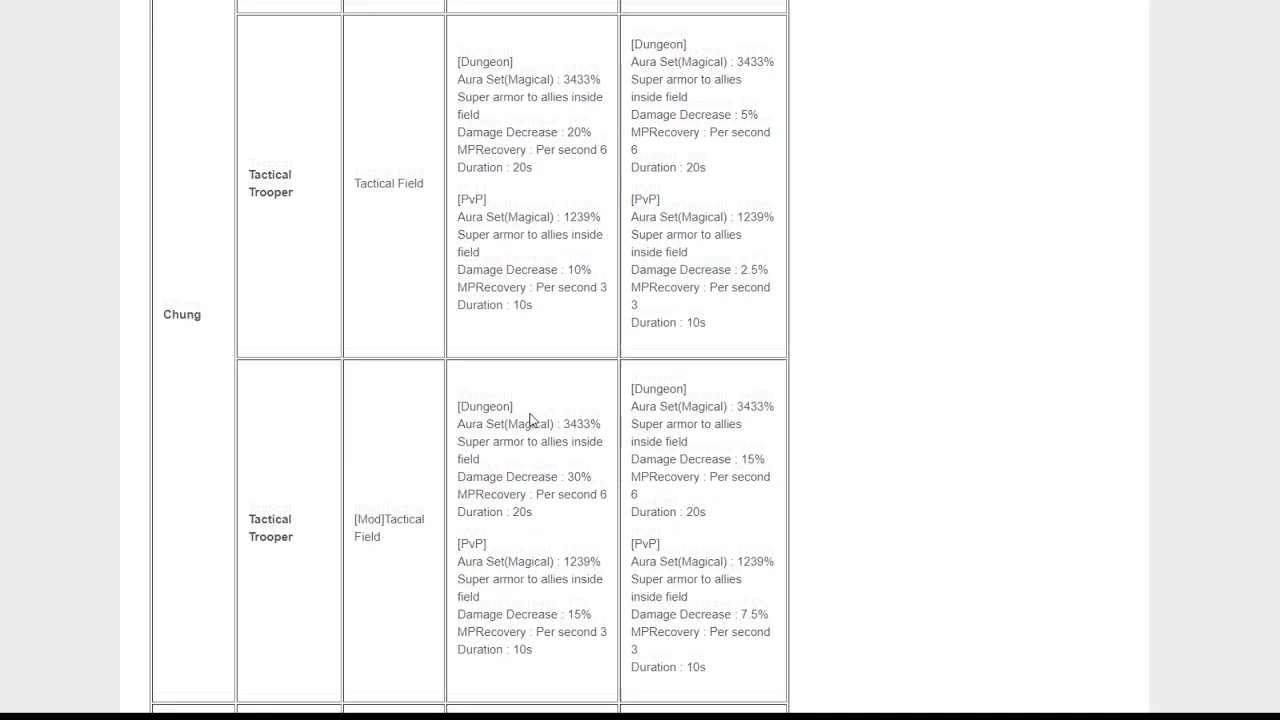 Chung
Tactical
Trooper
Tactical Field
[Dungeon]
Aura Set(Magical) : 3433%
Super armor to allies inside
field
Damage Decrease : 20%
MPRecovery : Per second 6
Duration : 20s
[PvP]
Aura Set(Magical) : 1239%
Super armor to allies inside
field
Damage Decrease : 10%
MPRecovery : Per second 3
Duration : 10s
[Dungeon]
Aura Set(Magical) : 3433%
Super armor to allies
inside field
Damage Decrease : 5%
MPRecovery : Per second
6
Duration : 20s
[PvP]
Aura Set(Magical) : 1239%
Super armor to allies
inside field
Damage Decrease : 2.5%
MPRecovery : Per second
3
Duration : 10s
Tactical
Trooper
[Mod]Tactical
Field
[Dungeon]
Aura Set(Magical) : 3433%
Super armor to allies inside
field
Damage Decrease : 30%
MPRecovery : Per second 6
Duration : 20s
[PvP]
Aura Set(Magical) : 1239%
Super armor to allies inside
field
Damage Decrease : 15%
MPRecovery : Per second 3
Duration : 10s
[Dungeon]
Aura Set(Magical) : 3433%
Super armor to allies
inside field
Damage Decrease : 15%
MPRecovery : Per second
6
Duration : 20s
[PvP]
Aura Set(Magical) : 1239%
Super armor to allies
inside field
Damage Decrease : 7.5%
MPRecovery : Per second
3
Duration : 10s